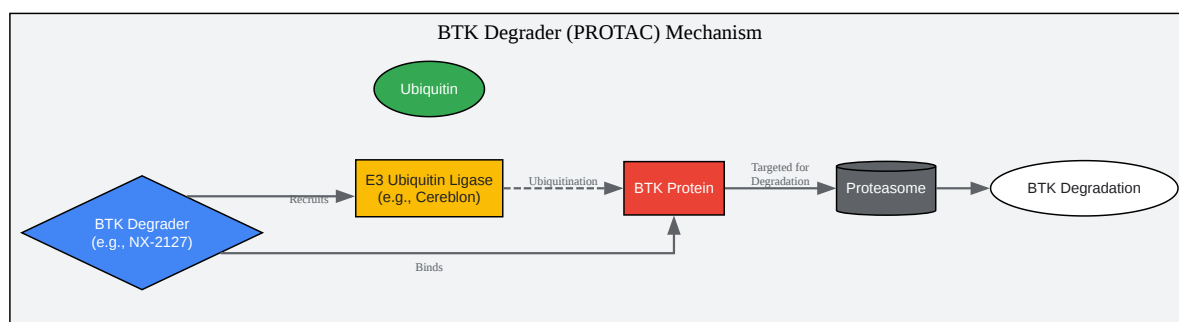 BTK Degrader (PROTAC) Mechanism
Ubiquitin
BTK Degrader
(e.g., NX-2127)
Recruits
E3 Ubiquitin Ligase
(e.g., Cereblon)
Ubiquitination
BTK Protein
Targeted for
Degradation
Proteasome
BTK Degradation
Binds